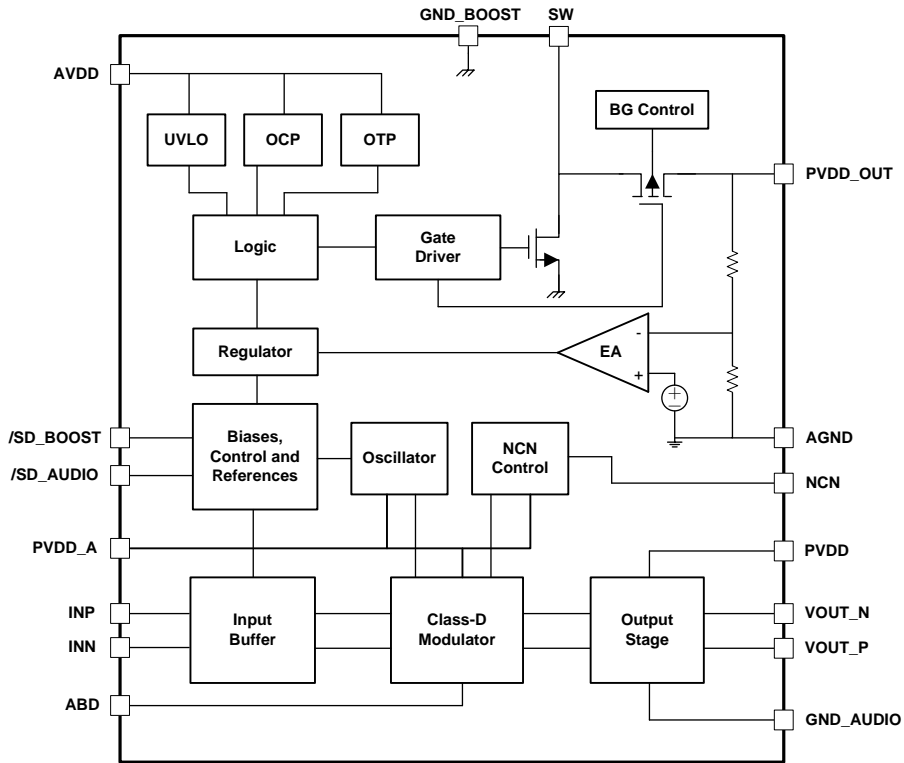 GND_BOOST
SW
AVDD
BG Control
UVLO
OCP
OTP
PVDD_OUT
Logic
Gate
Driver
Regulator
EA
-
+
+
−
/SD_BOOST
/SD_AUDIO
Biases,
Control and
References
Oscillator
NCN
Control
AGND
NCN
PVDD_A
PVDD
INP
INN
Input
Buffer
Class-D
Modulator
Output
Stage
VOUT_N
VOUT_P
ABD
GND_AUDIO